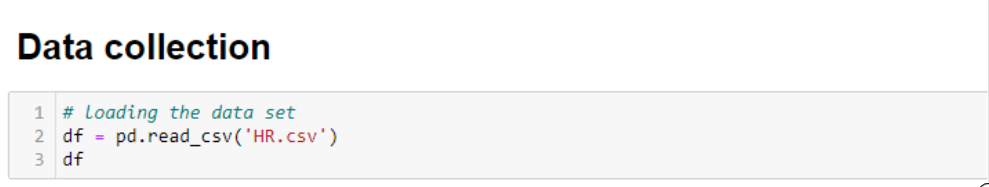 Data collection
1 # Loading the data set
2 df = pd.read_csv('HR.csv')
3 df